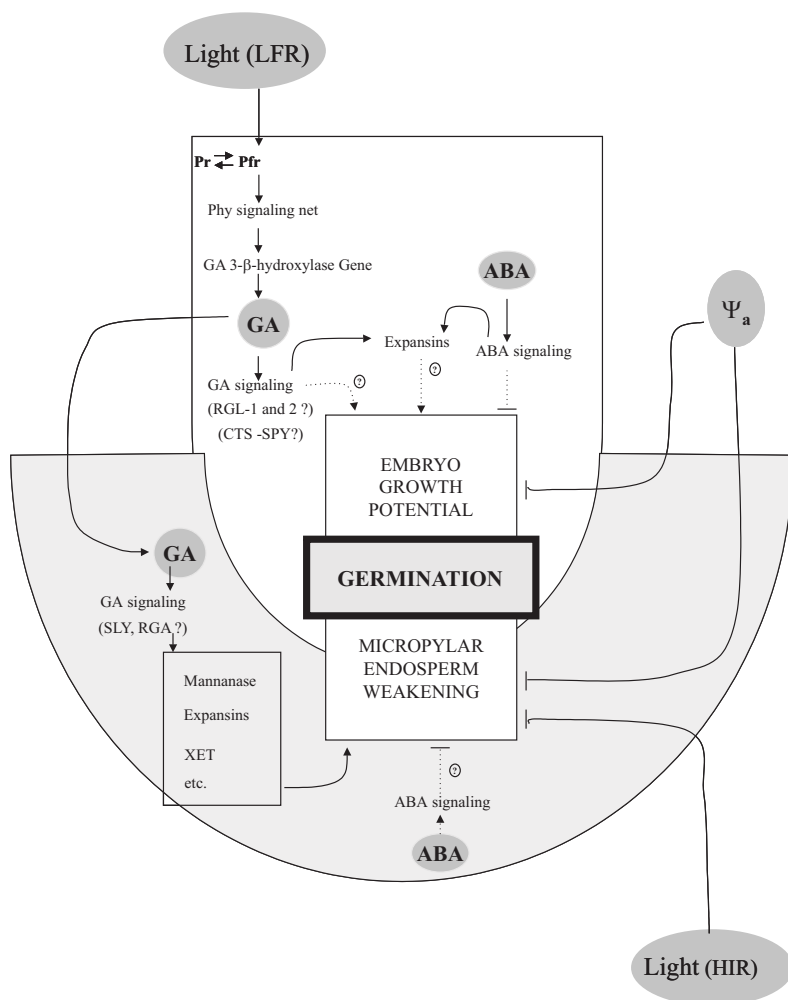 Light (LFR)
Pr ⇄ Pfr
Phy signaling net
GA 3-β-hydroxylase Gene
ABA
GA
Ψa
Expansins
ABA signaling
?
?
GA signaling
(RGL-1 and 2 ?)
(CTS -SPY?)
EMBRYO
GROWTH
POTENTIAL
GA
GERMINATION
GA signaling
(SLY, RGA ?)
MICROPYLAR
ENDOSPERM
WEAKENING
Mannanase
Expansins
XET
etc.
?
ABA signaling
ABA
Light (HIR)